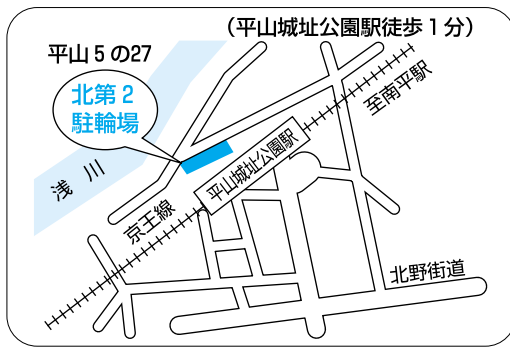 (平山城址公園駅徒歩1分)
平山5の27
北第2
駐輪場
至南平駅
浅川
平山城址公園駅
京王線
北野街道